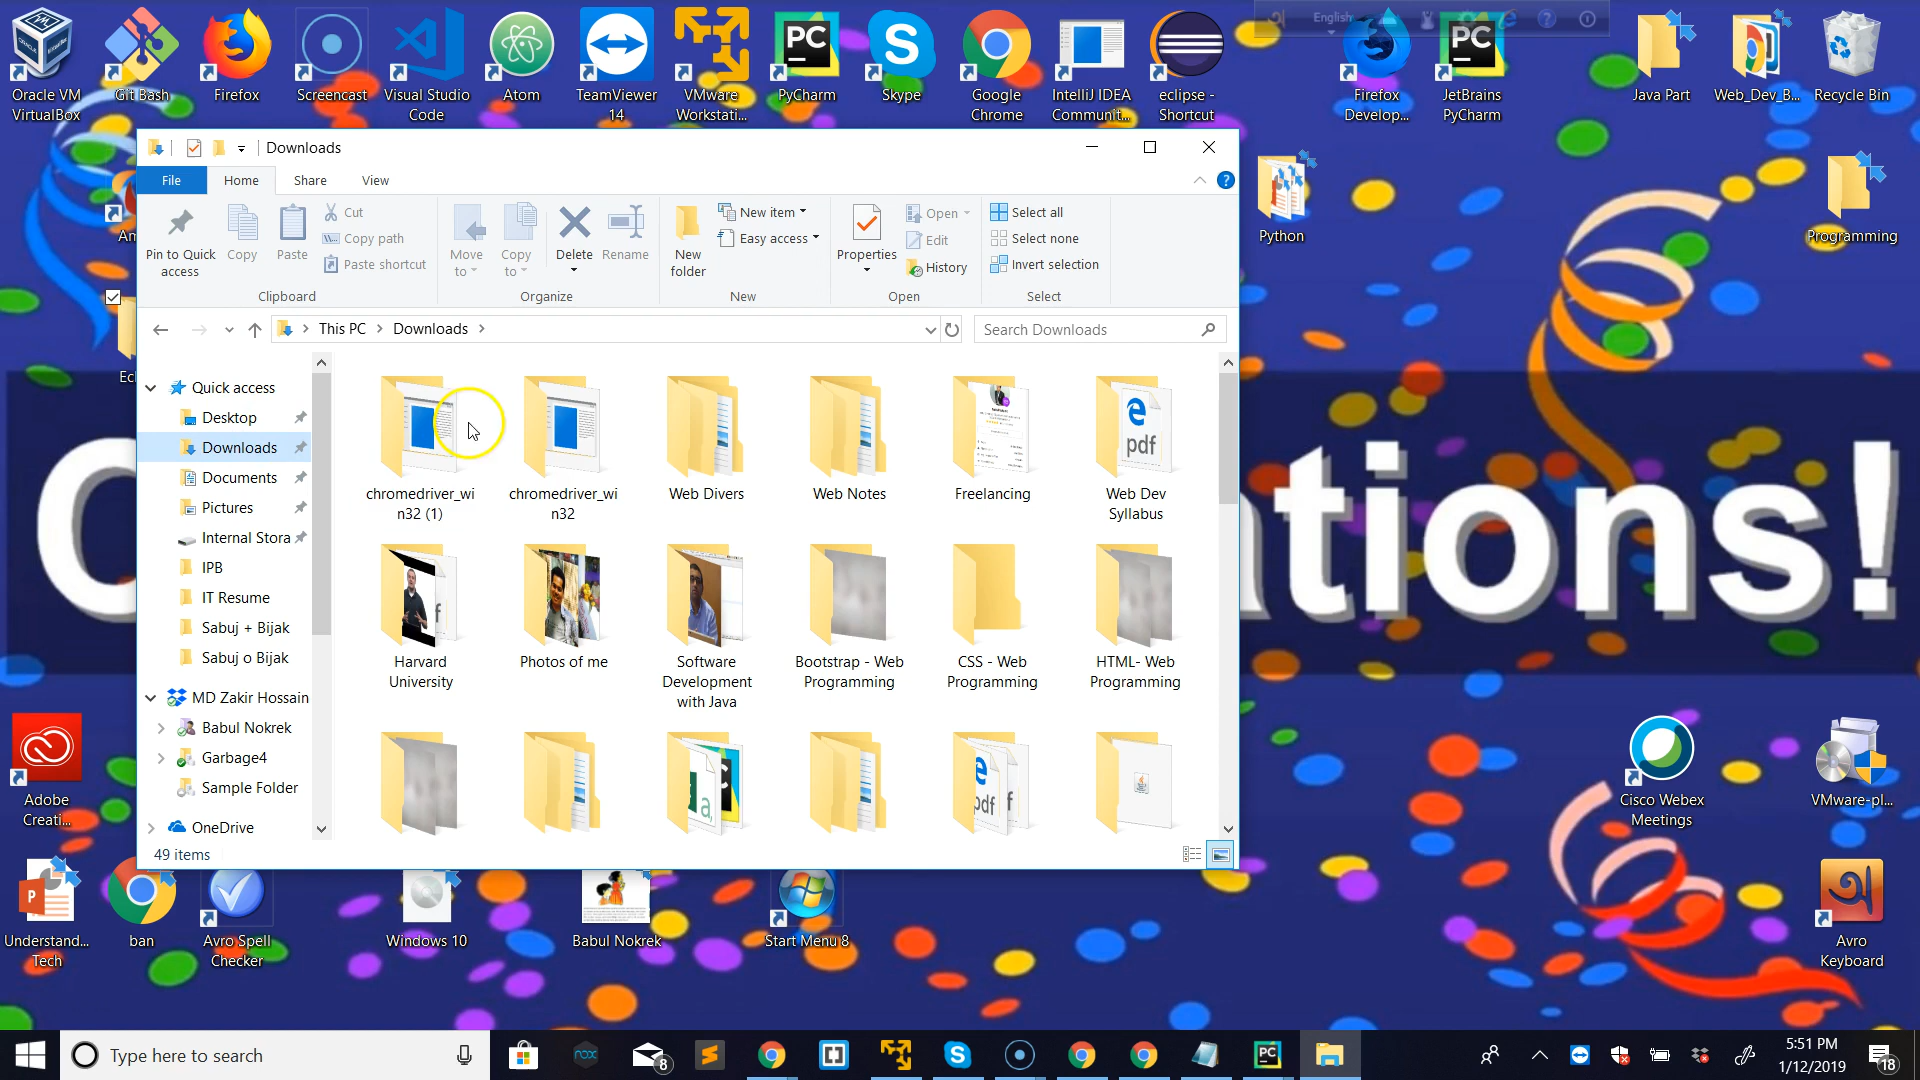 Oracle VM
VirtualBox
Git Bash
Firefox
Screencast
Visual Studio
Code
Atom
TeamViewer
14
VMware
Workstati...
PyCharm
Skype
Google
Chrome
IntelliJ IDEA
Communit...
eclipse -
Shortcut
English
Firefox
Develop...
JetBrains
PyCharm
Java Part
Web_Dev_B...
Recycle Bin
Downloads
File
Home
Share
View
Pin to Quick
access
Copy
Paste
Cut
Copy path
Paste shortcut
Clipboard
Move
to
Copy
to
Delete
Rename
Organize
New
folder
New item
Easy access
New
Properties
Open
Edit
History
Open
Select all
Select none
Invert selection
Select
Python
Programming
This PC
Downloads
Search Downloads
Quick access
Desktop
Downloads
Documents
Pictures
Internal Stora
IPB
IT Resume
Sabuj + Bijak
Sabuj o Bijak
MD Zakir Hossain
Babul Nokrek
Garbage4
Sample Folder
OneDrive
chromedriver_wi
n32 (1)
chromedriver_wi
n32
Web Divers
Web Notes
Freelancing
pdf
Web Dev
Syllabus
Harvard
University
Photos of me
Software
Development
with Java
Bootstrap - Web
Programming
CSS - Web
Programming
HTML- Web
Programming
49 items
ations!
Adobe
Creati...
Cisco Webex
Meetings
VMware-pl...
Understand...
Tech
ban
Avro Spell
Checker
Windows 10
Babul Nokrek
Start Menu 8
Avro
Keyboard
Type here to search
nox
8
PC
5:51 PM
1/12/2019
18